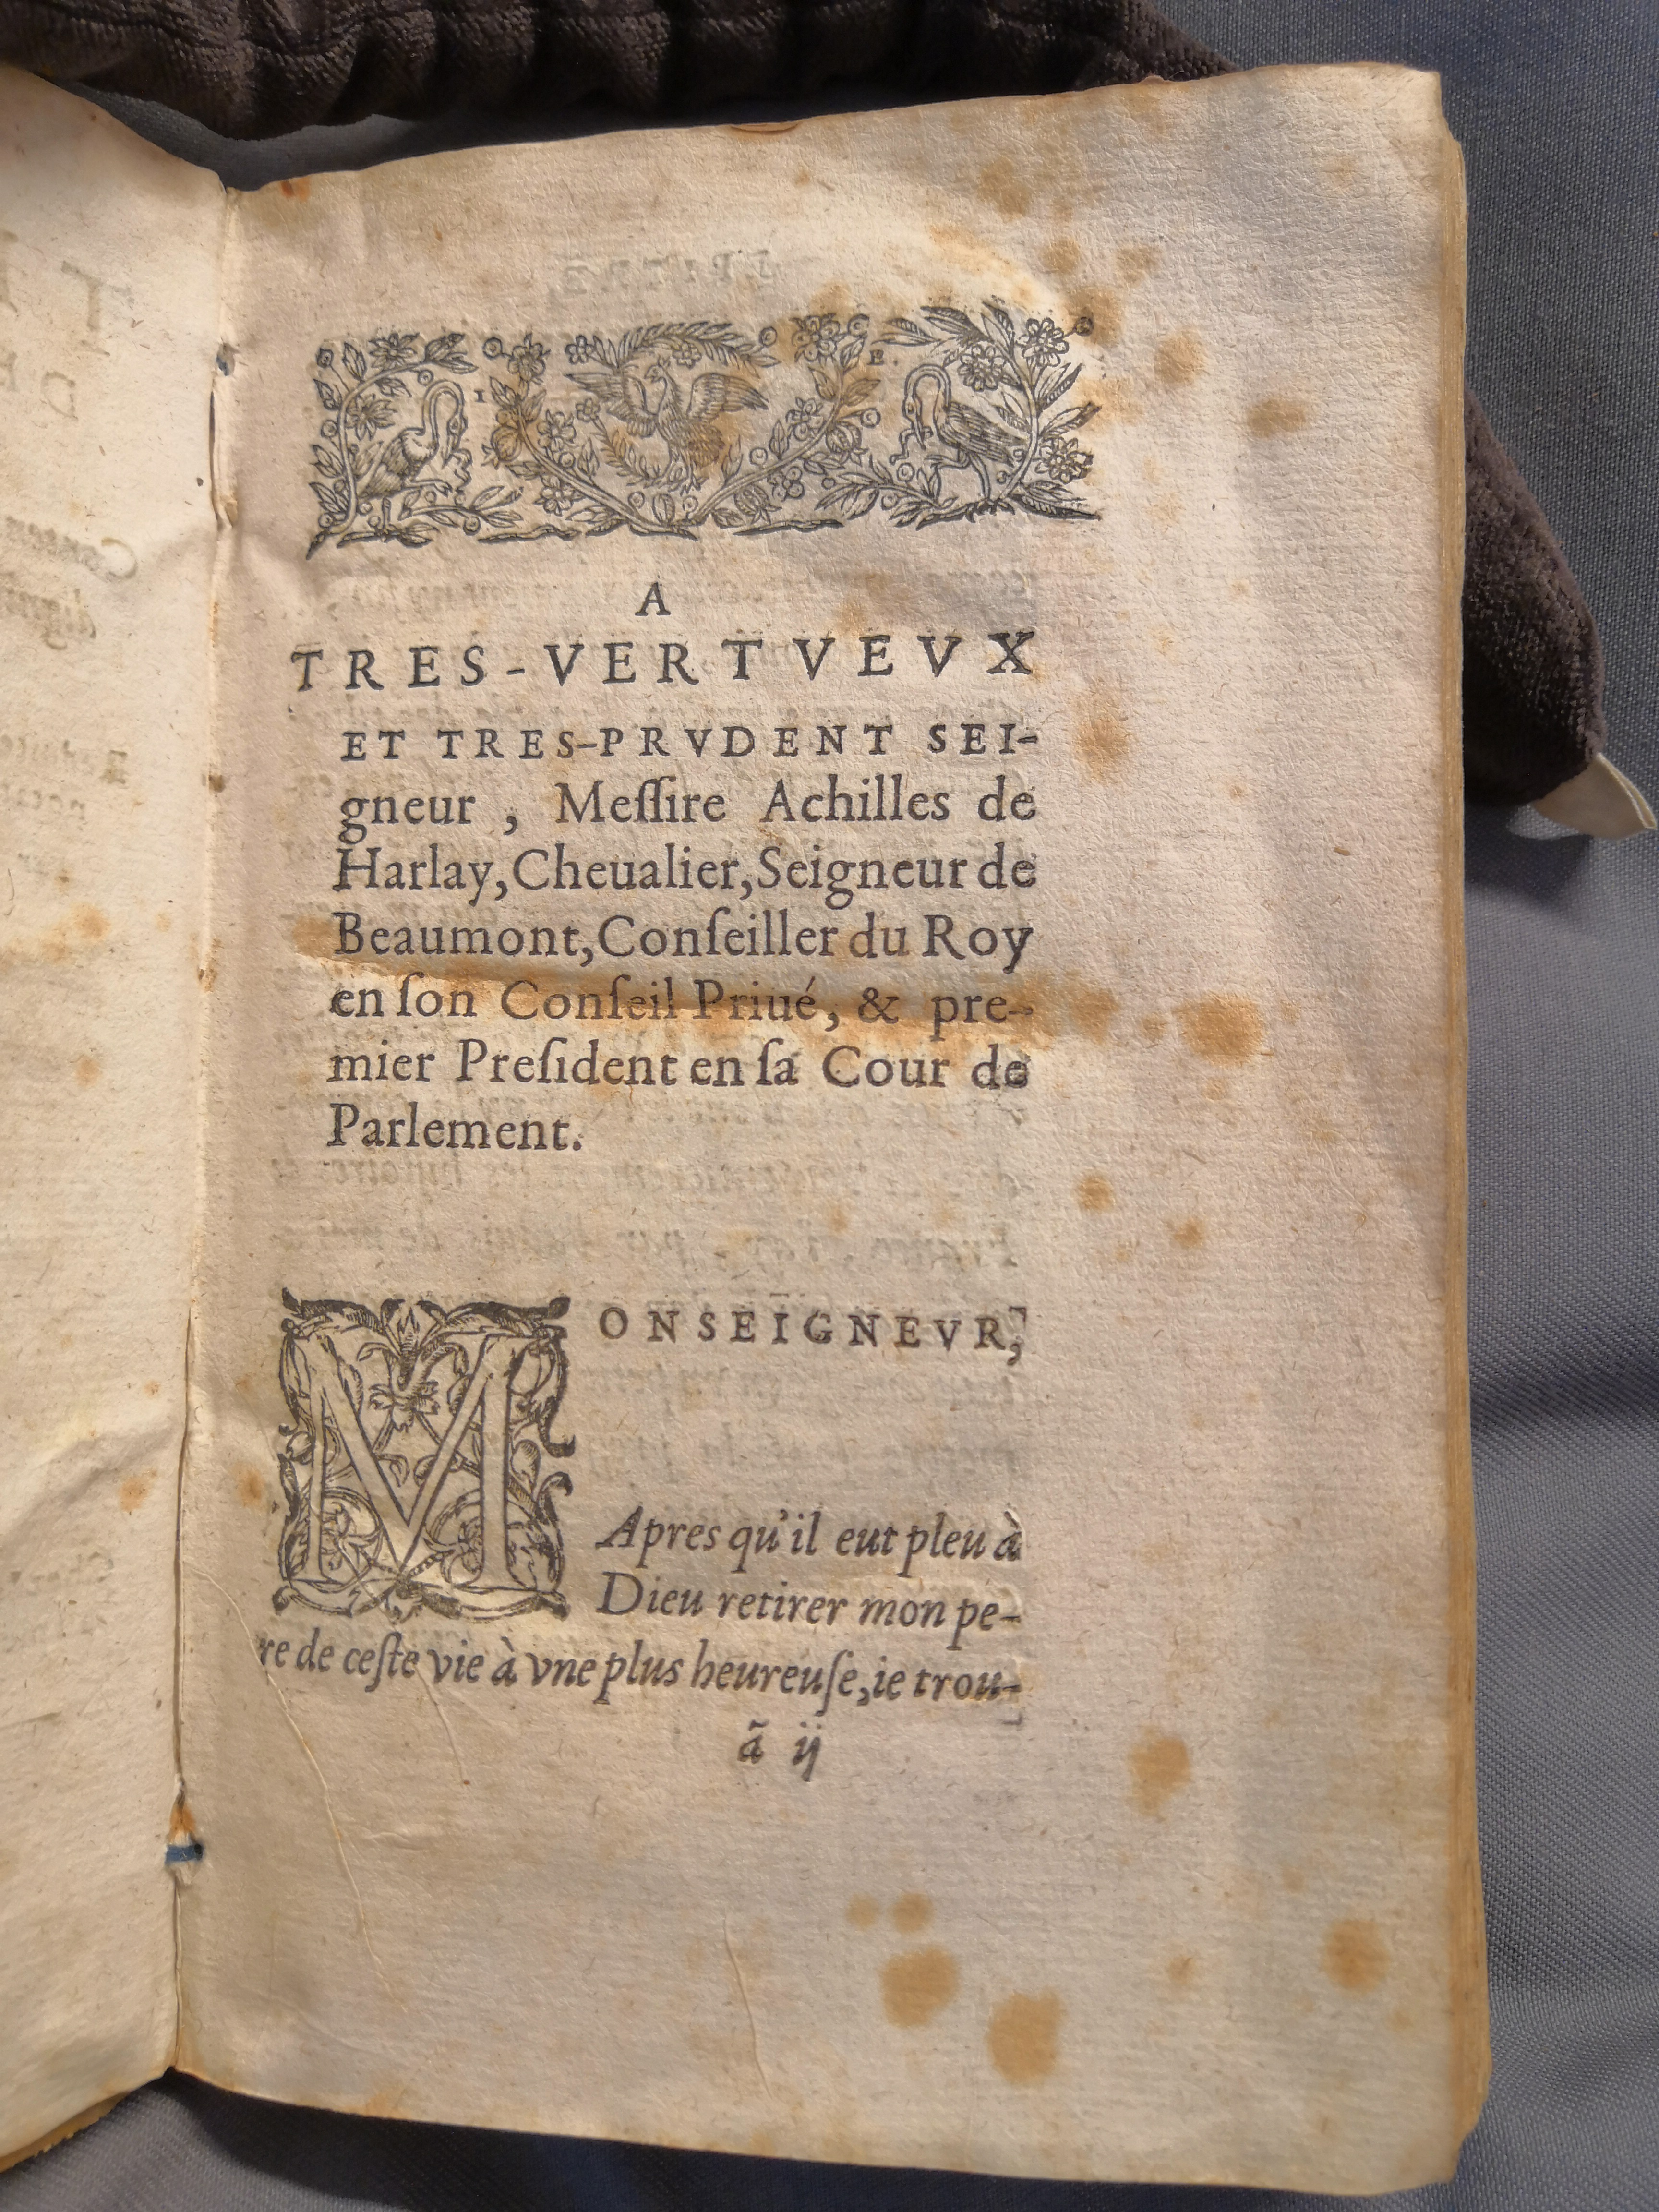 I E.
A
TRES-VERTVEVX
ET TRES-PRVDENT SEI-
gneur, Meſſire Achilles de
Harlay, Cheualier, Seigneur de
Beaumont, Conſeiller du Roy
en ſon Conſeil Priué, & pre-
mier Preſident en ſa Cour de
Parlement.
MONSEIGNEVR,
Apres qu'il eut pleu à
Dieu retirer mon pe-
re de ceſte vie à vne plus heureuſe, ie trou-
ã ij